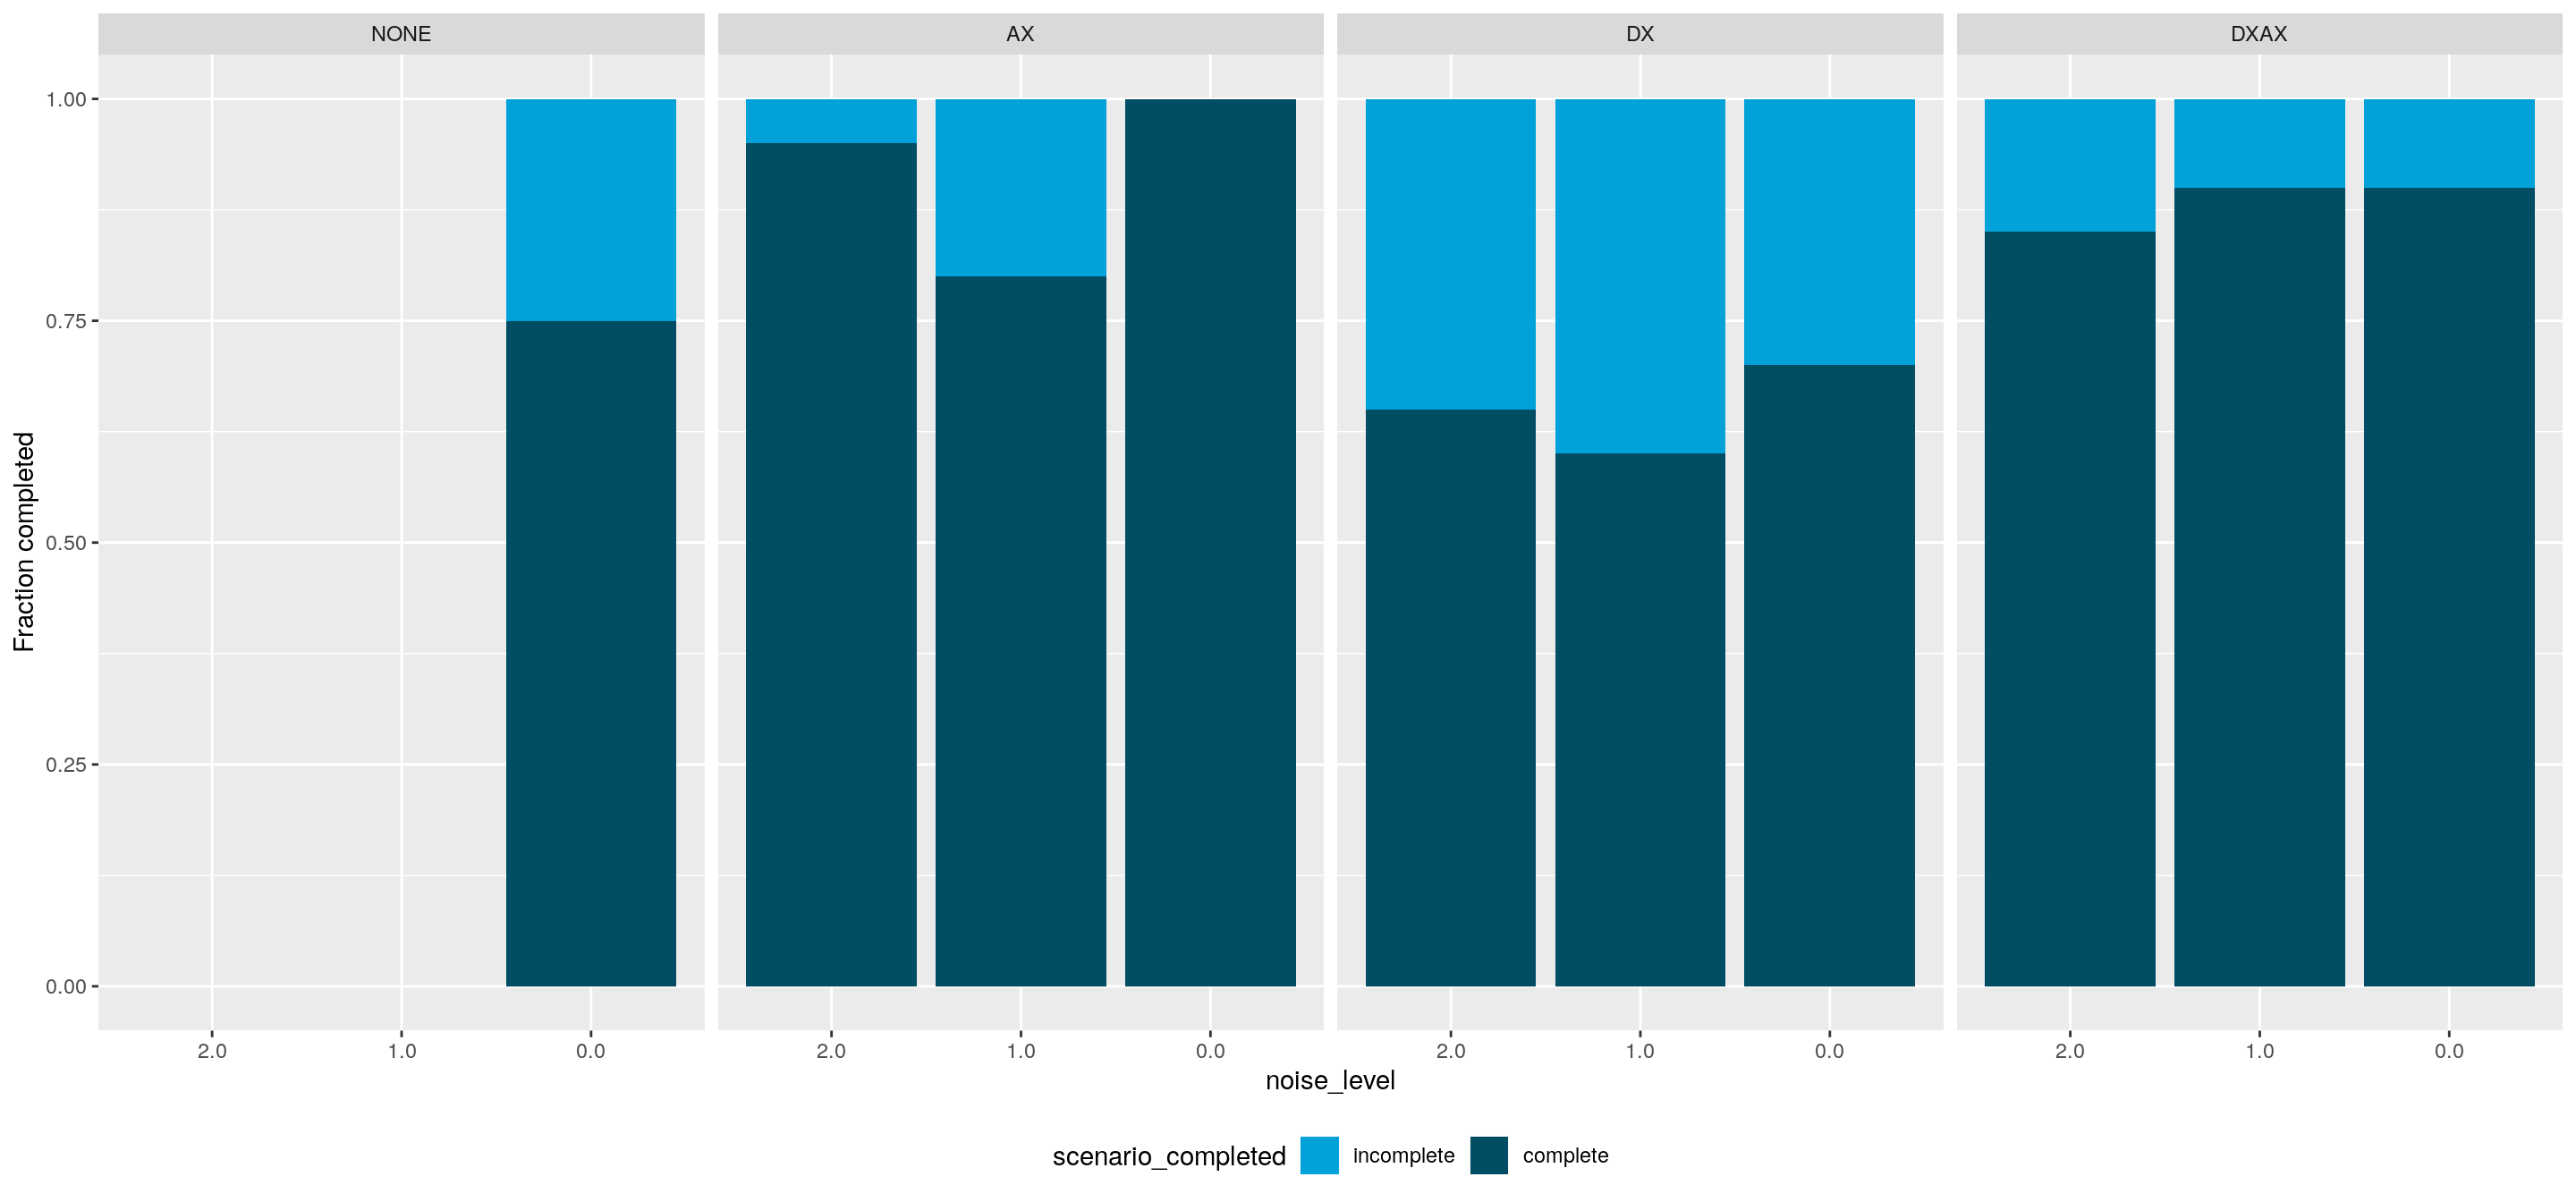 NONE AX DX DXAX
1.00
0.75
0.50
0.25
0.00
Fraction completed
2.0 1.0 0.0 2.0 1.0 0.0 2.0 1.0 0.0 2.0 1.0 0.0
noise_level
scenario_completed incomplete complete